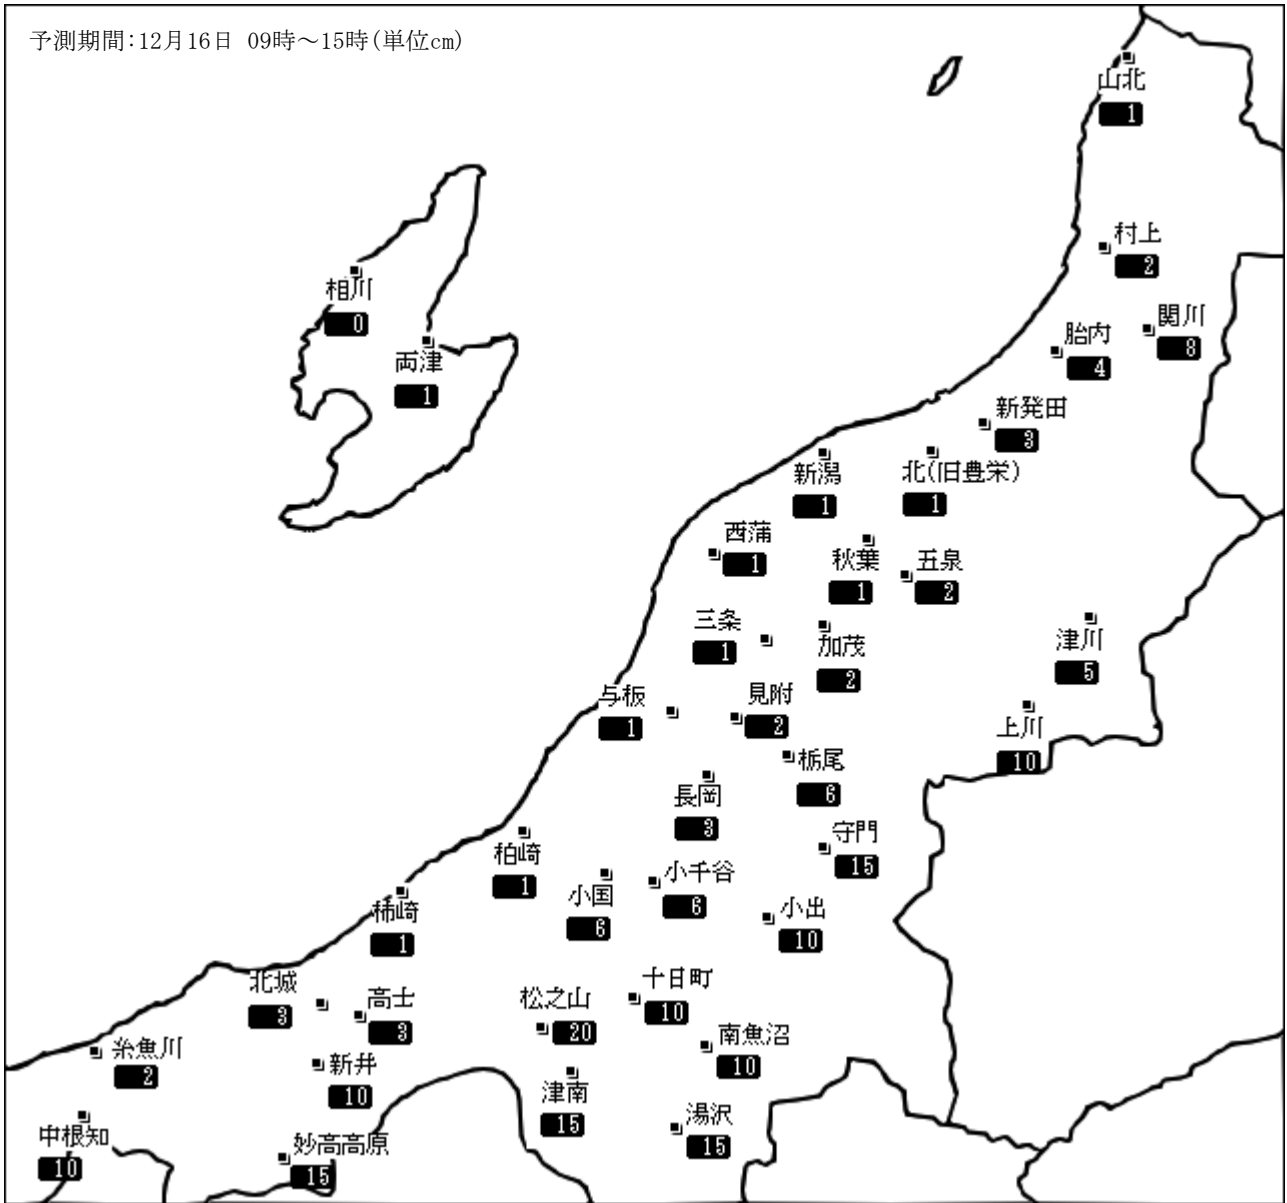 予測期間:12月16日 09時～15時(単位cm)
山北
1
村上
2
相川
0
関川
8
胎内
4
両津
1
新発田
3
新潟
1
北(旧豊栄)
1
西蒲
1
秋葉
1
五泉
2
三条
1
加茂
2
津川
5
与板
1
見附
2
上川
10
栃尾
6
長岡
3
守門
15
柏崎
1
小国
6
小千谷
6
小出
10
柿崎
1
北城
3
高士
3
松之山
20
十日町
10
南魚沼
10
糸魚川
2
新井
10
津南
15
湯沢
15
中根知
10
妙高高原
15